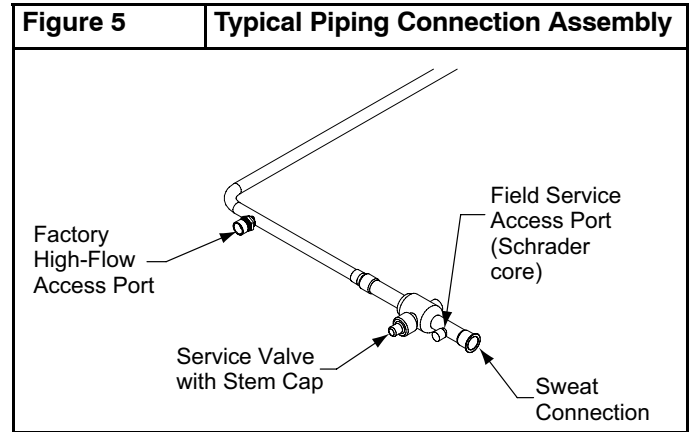 Figure 5
Typical Piping Connection Assembly
Factory
High-Flow
Access Port
Field Service
Access Port
(Schrader
core)
Service Valve
with Stem Cap
Sweat
Connection